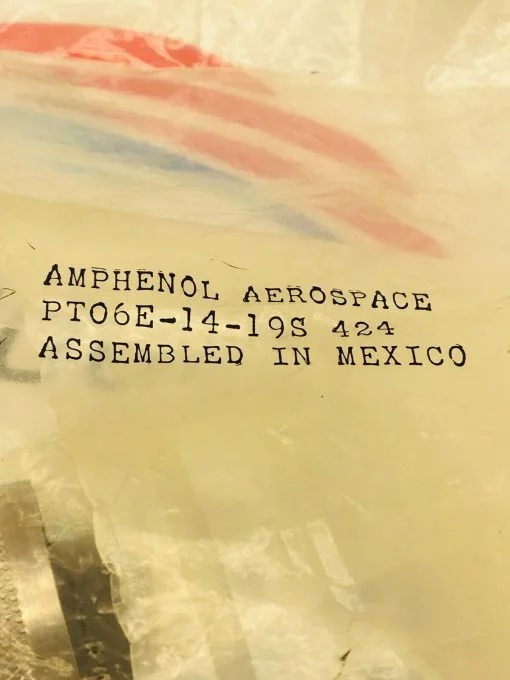 AMPHENOL AEROSPACE
PT06E-14-19S 424
ASSEMBLED IN MEXICO